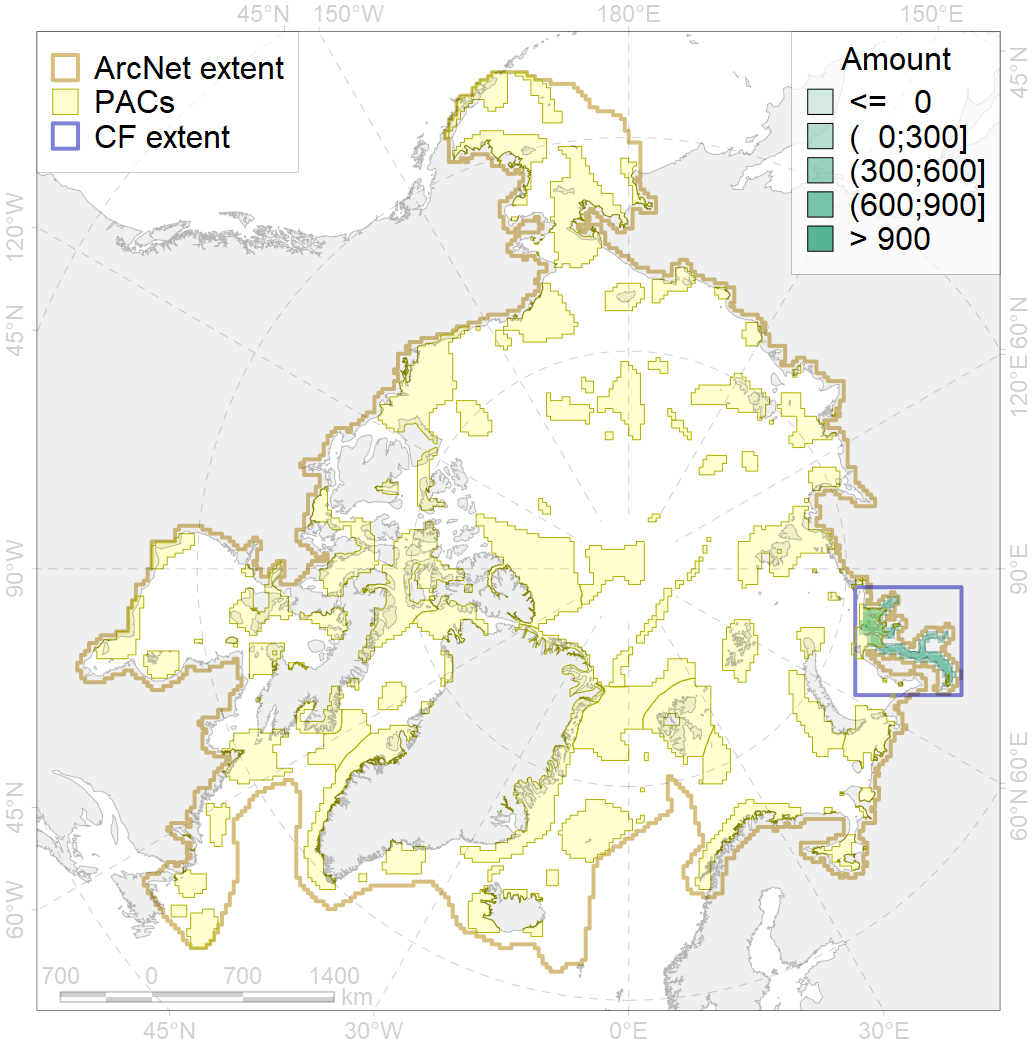 45°N 150°W 180°E 150°E
ArcNet extent
PACs
CF extent
Amount
<= 0
( 0;300]
(300;600]
(600;900]
> 900
120°W
45°N
90°W
45°N
60°W
45°N
60°N
120°E
90°E
60°E
60°N
700 0 700 1400
km
45°W 30°W 0°E 30°E